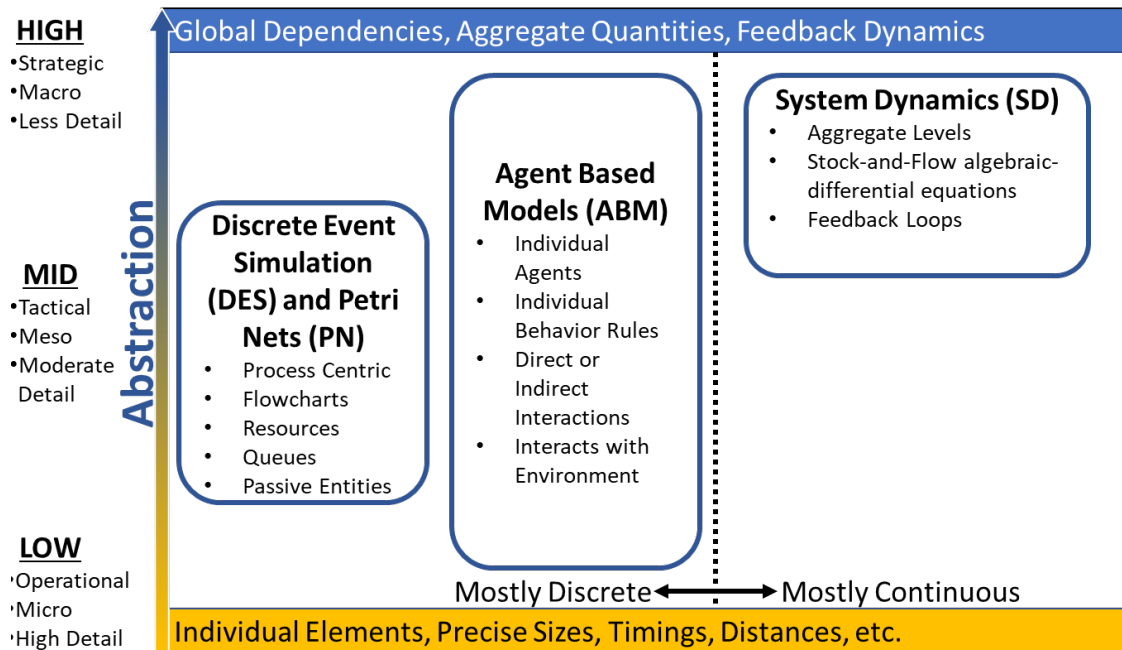 HIGH
•Strategic
•Macro
•Less Detail
MID
•Tactical
•Meso
•Moderate
Detail
LOW
•Operational
•Micro
•High Detail
Abstraction
Global Dependencies, Aggregate Quantities, Feedback Dynamics
Discrete Event
Simulation
(DES) and Petri
Nets (PN)
• Process Centric
• Flowcharts
• Resources
• Queues
• Passive Entities
Agent Based
Models (ABM)
• Individual
Agents
• Individual
Behavior Rules
• Direct or
Indirect
Interactions
• Interacts with
Environment
System Dynamics (SD)
• Aggregate Levels
• Stock-and-Flow algebraic-
differential equations
• Feedback Loops
Mostly Discrete
Mostly Continuous
Individual Elements, Precise Sizes, Timings, Distances, etc.